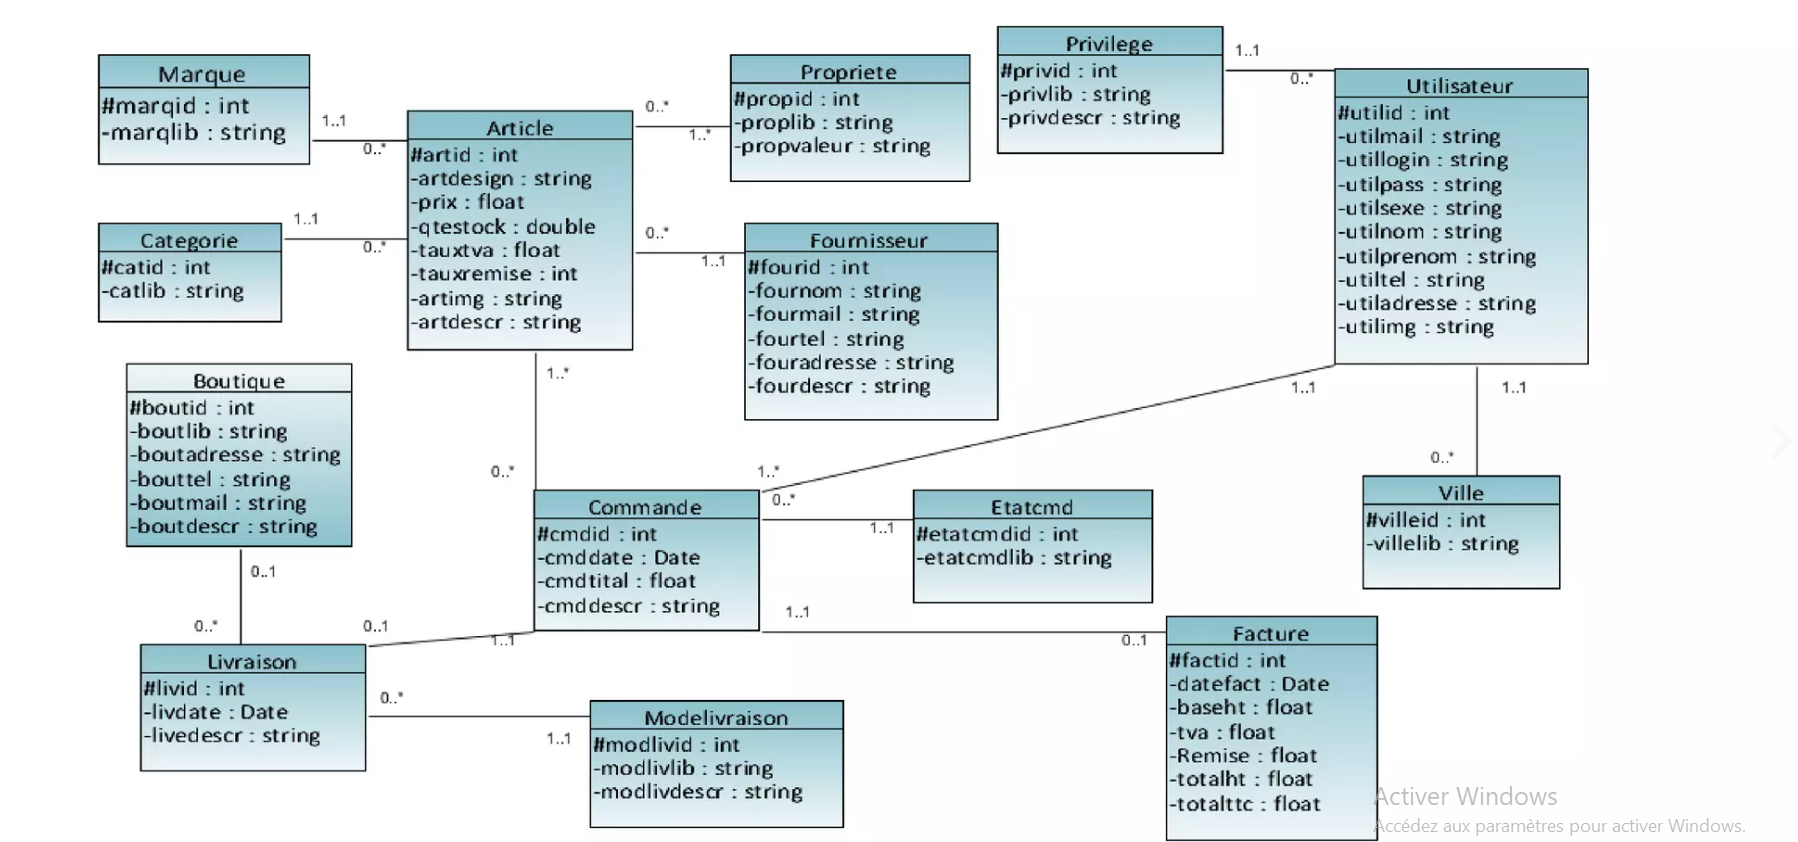 Marque
#marqid : int
-marqlib : string
1..1
0..*
Article
#artid : int
-artdesign : string
-prix : float
-qtestock : double
-tauxtva : float
-tauxremise : int
-artimg : string
-artdescr : string
0..*
1..*
Propriete
#propid : int
-proplib : string
-propvaleur : string
Privilege
#privid : int
-privlib : string
-privdescr : string
1..1
0..*
Utilisateur
#utilid : int
-utilmail : string
-utillogin : string
-utilpass : string
-utilsexe : string
-utilnom : string
-utilprenom : string
-utiltel : string
-utiladresse : string
-utilimg : string
Categorie
#catid : int
-catlib : string
1..1
0..*
0..*
1..1
Fournisseur
#fourid : int
-fournom : string
-fourmail : string
-fourtel : string
-fouradresse : string
-fourdescr : string
Boutique
#boutid : int
-boutlib : string
-boutadresse : string
-bouttel : string
-boutmail : string
-boutdescr : string
1..*
0..*
1..1
1..*
1..1
0..*
Commande
#cmdid : int
-cmddate : Date
-cmdtital : float
-cmddescr : string
0..*
1..1
Etatcmd
#etatcmdid : int
-etatcmdlib : string
Ville
#villeid : int
-villelib : string
0..1
0..*
0..1
1..1
1..1
0..1
Livraison
#livid : int
-livdate : Date
-livedescr : string
0..*
1..1
Modelivraison
#modlivid : int
-modlivlib : string
-modlivdescr : string
Facture
#factid : int
-datefact : Date
-baseht : float
-tva : float
-Remise : float
-totalht : float
-totalttc : float
Activer Windows
Accédez aux paramètres pour activer Windows.